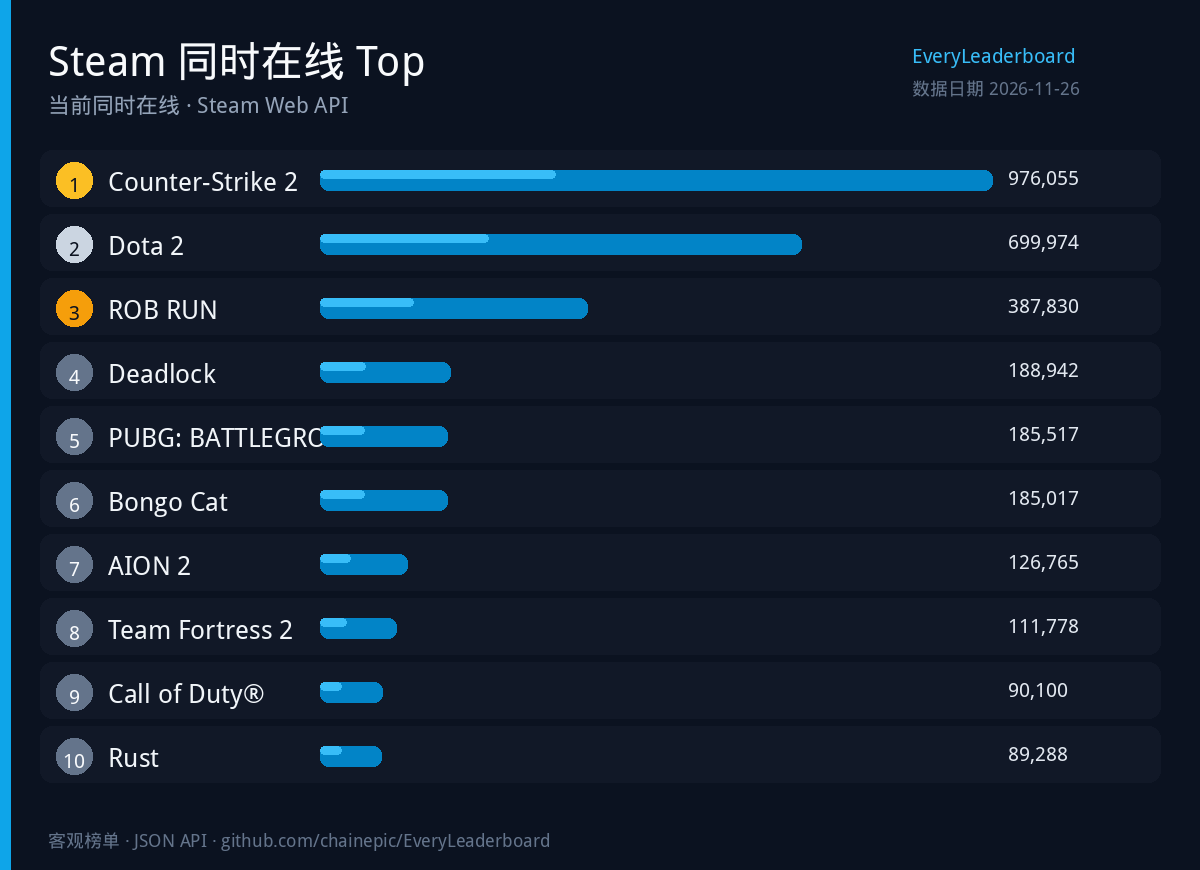 Steam 同时在线 Top
当前同时在线 · Steam Web API
EveryLeaderboard
数据日期 2026-11-26
1 Counter-Strike 2 976,055
2 Dota 2 699,974
3 ROB RUN 387,830
4 Deadlock 188,942
5 PUBG: BATTLEGRO 185,517
6 Bongo Cat 185,017
7 AION 2 126,765
8 Team Fortress 2 111,778
9 Call of Duty® 90,100
10 Rust 89,288
客观榜单 · JSON API · github.com/chainepic/EveryLeaderboard